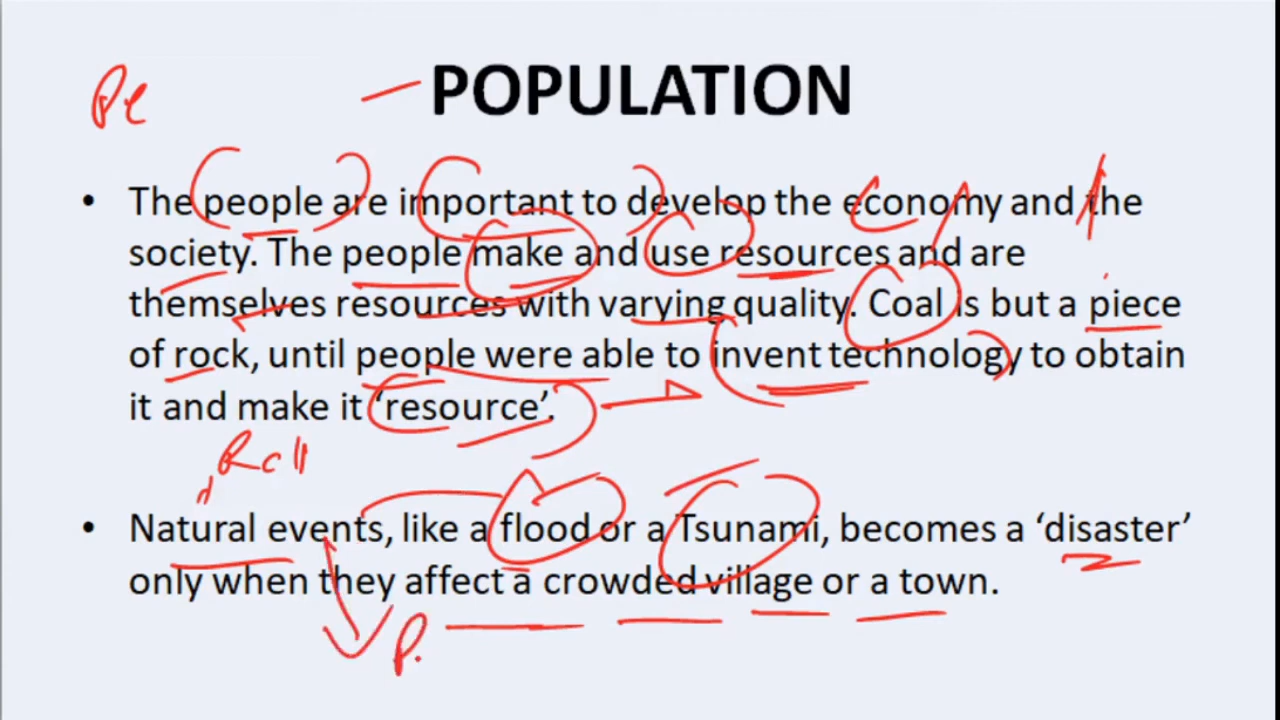 POPULATION
• The people are important to develop the economy and the
society. The people make and use resources and are
themselves resources with varying quality. Coal is but a piece
of rock, until people were able to invent technology to obtain
it and make it ‘resource’.
• Natural events, like a flood or a Tsunami, becomes a ‘disaster’
only when they affect a crowded village or a town.